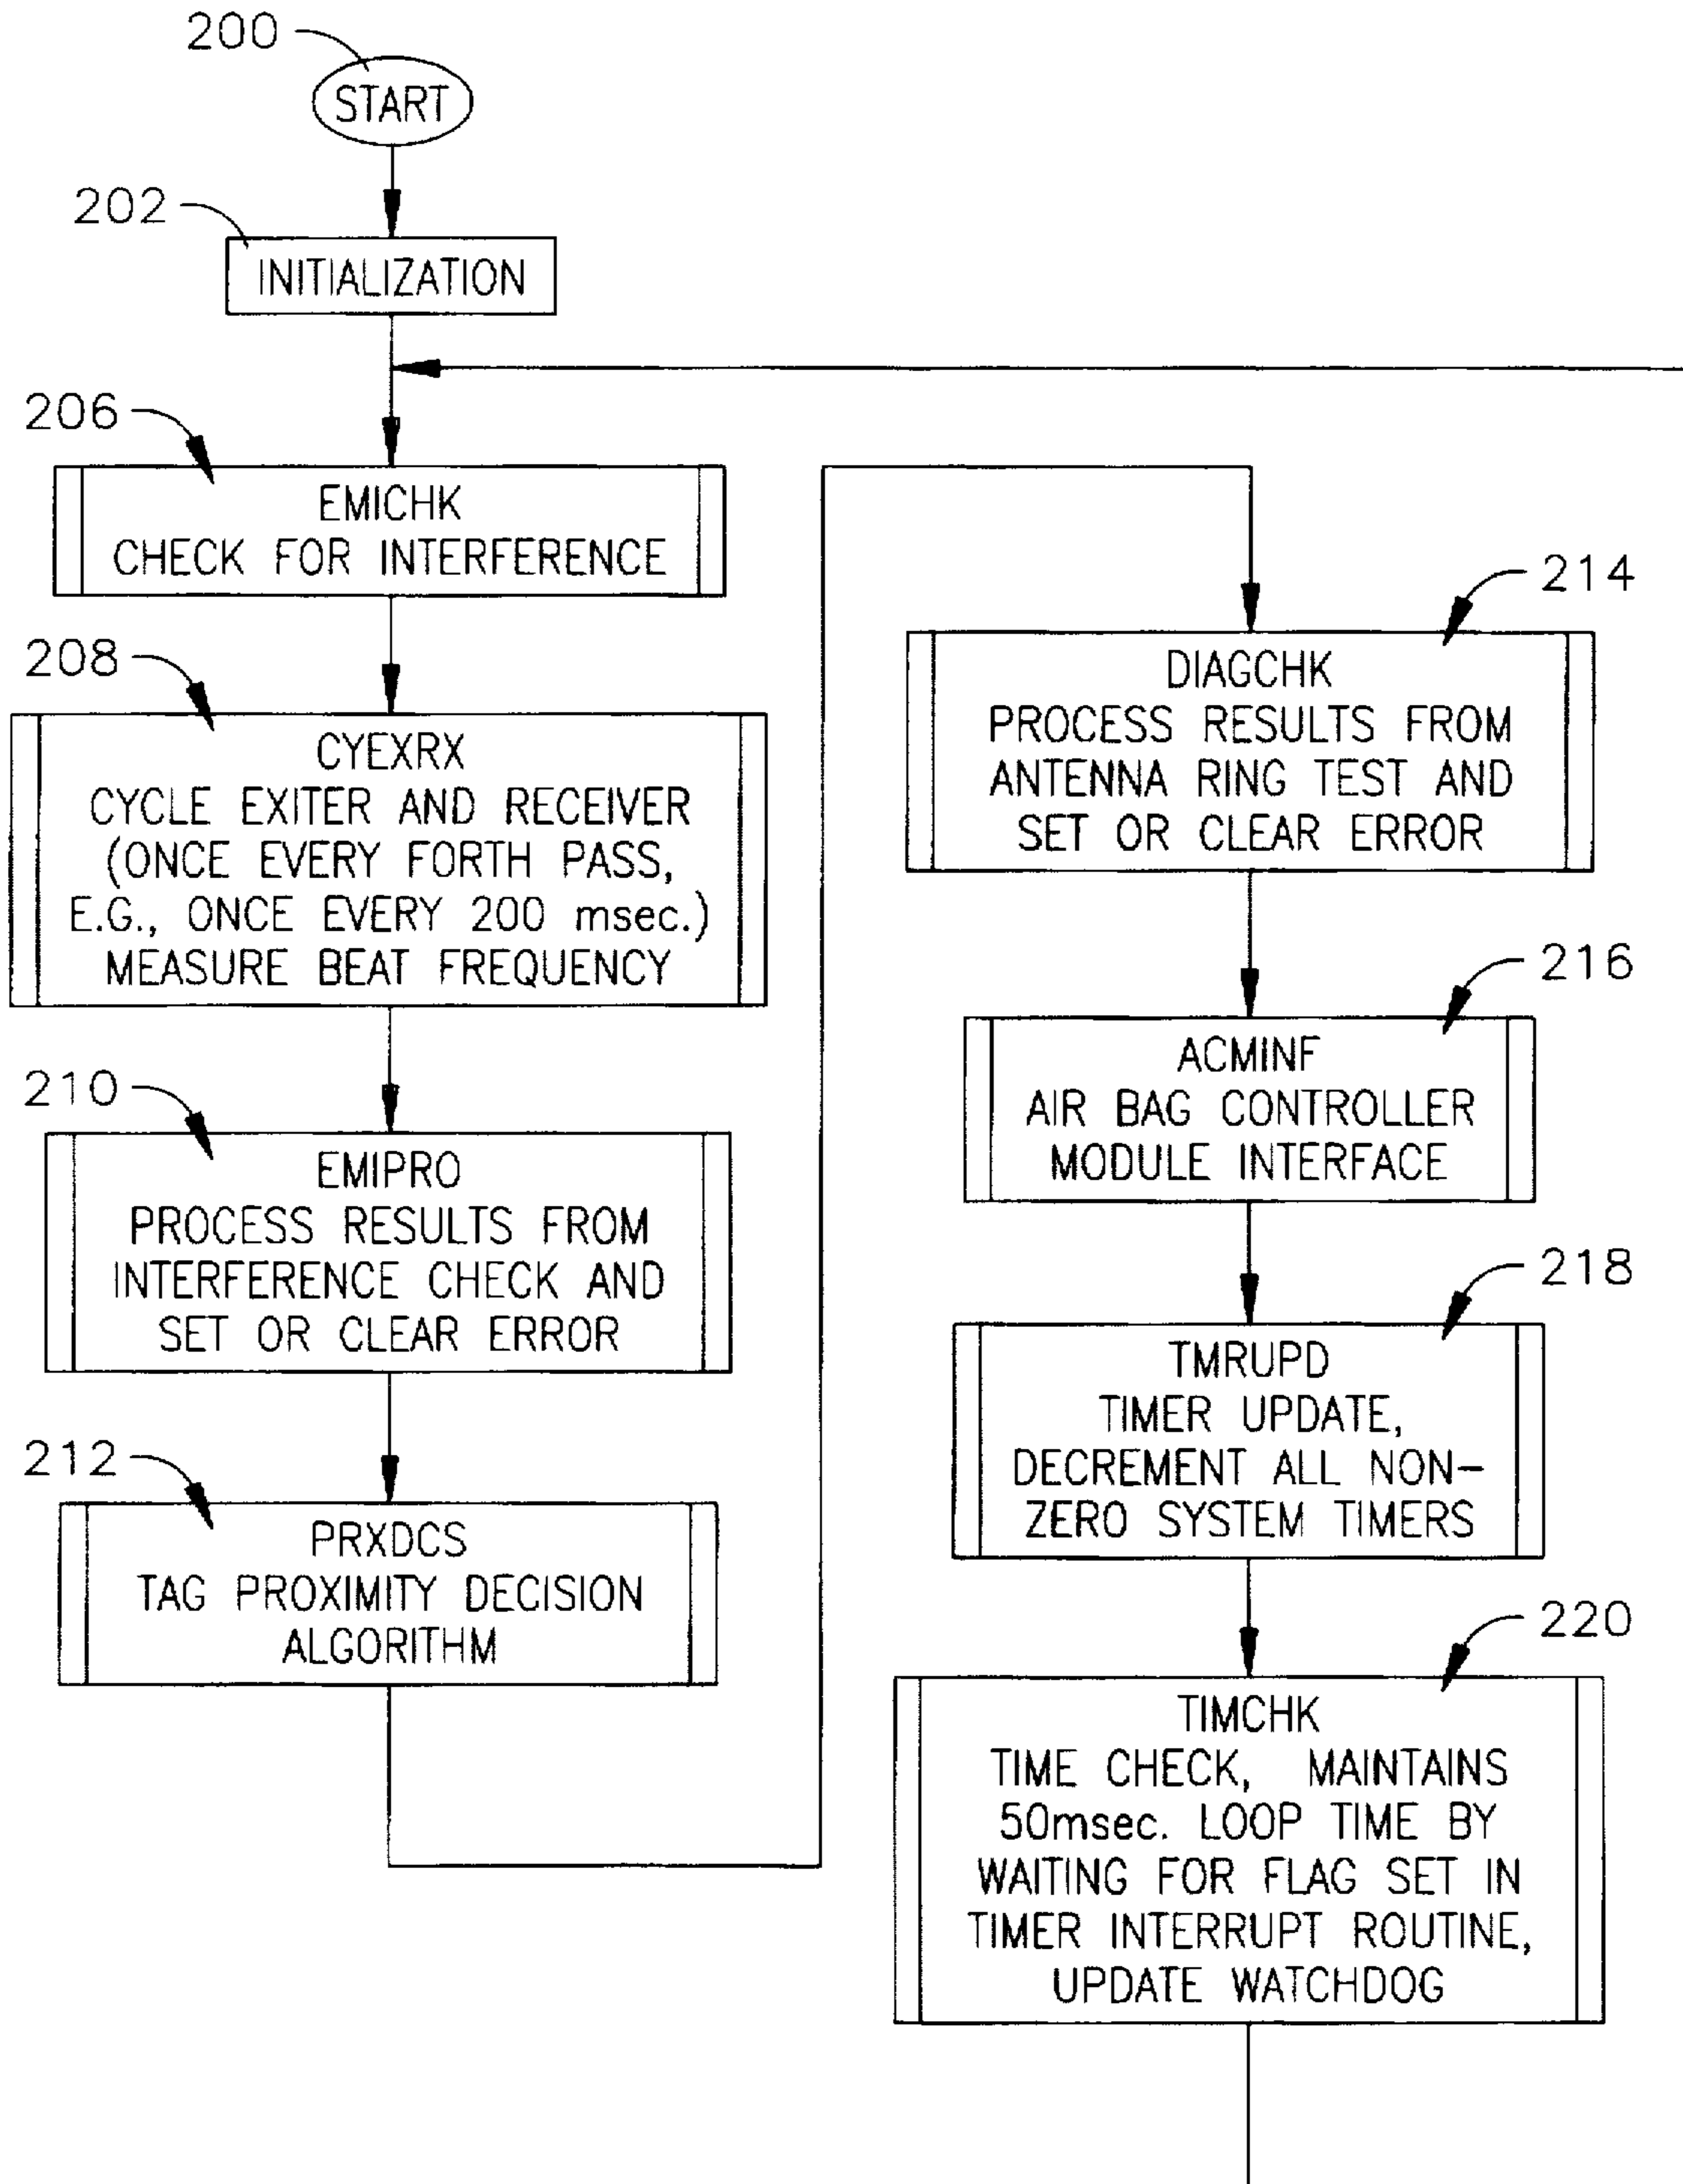 200
START
202
INITIALIZATION
206
EMICHK
CHECK FOR INTERFERENCE
208
CYEXRX
CYCLE EXITER AND RECEIVER
(ONCE EVERY FORTH PASS,
E.G., ONCE EVERY 200 msec.)
MEASURE BEAT FREQUENCY
210
EMIPRO
PROCESS RESULTS FROM
INTERFERENCE CHECK AND
SET OR CLEAR ERROR
212
PRXDCS
TAG PROXIMITY DECISION
ALGORITHM
214
DIAGCHK
PROCESS RESULTS FROM
ANTENNA RING TEST AND
SET OR CLEAR ERROR
216
ACMINF
AIR BAG CONTROLLER
MODULE INTERFACE
218
TMRUPD
TIMER UPDATE,
DECREMENT ALL NON-
ZERO SYSTEM TIMERS
220
TIMCHK
TIME CHECK, MAINTAINS
50msec. LOOP TIME BY
WAITING FOR FLAG SET IN
TIMER INTERRUPT ROUTINE,
UPDATE WATCHDOG